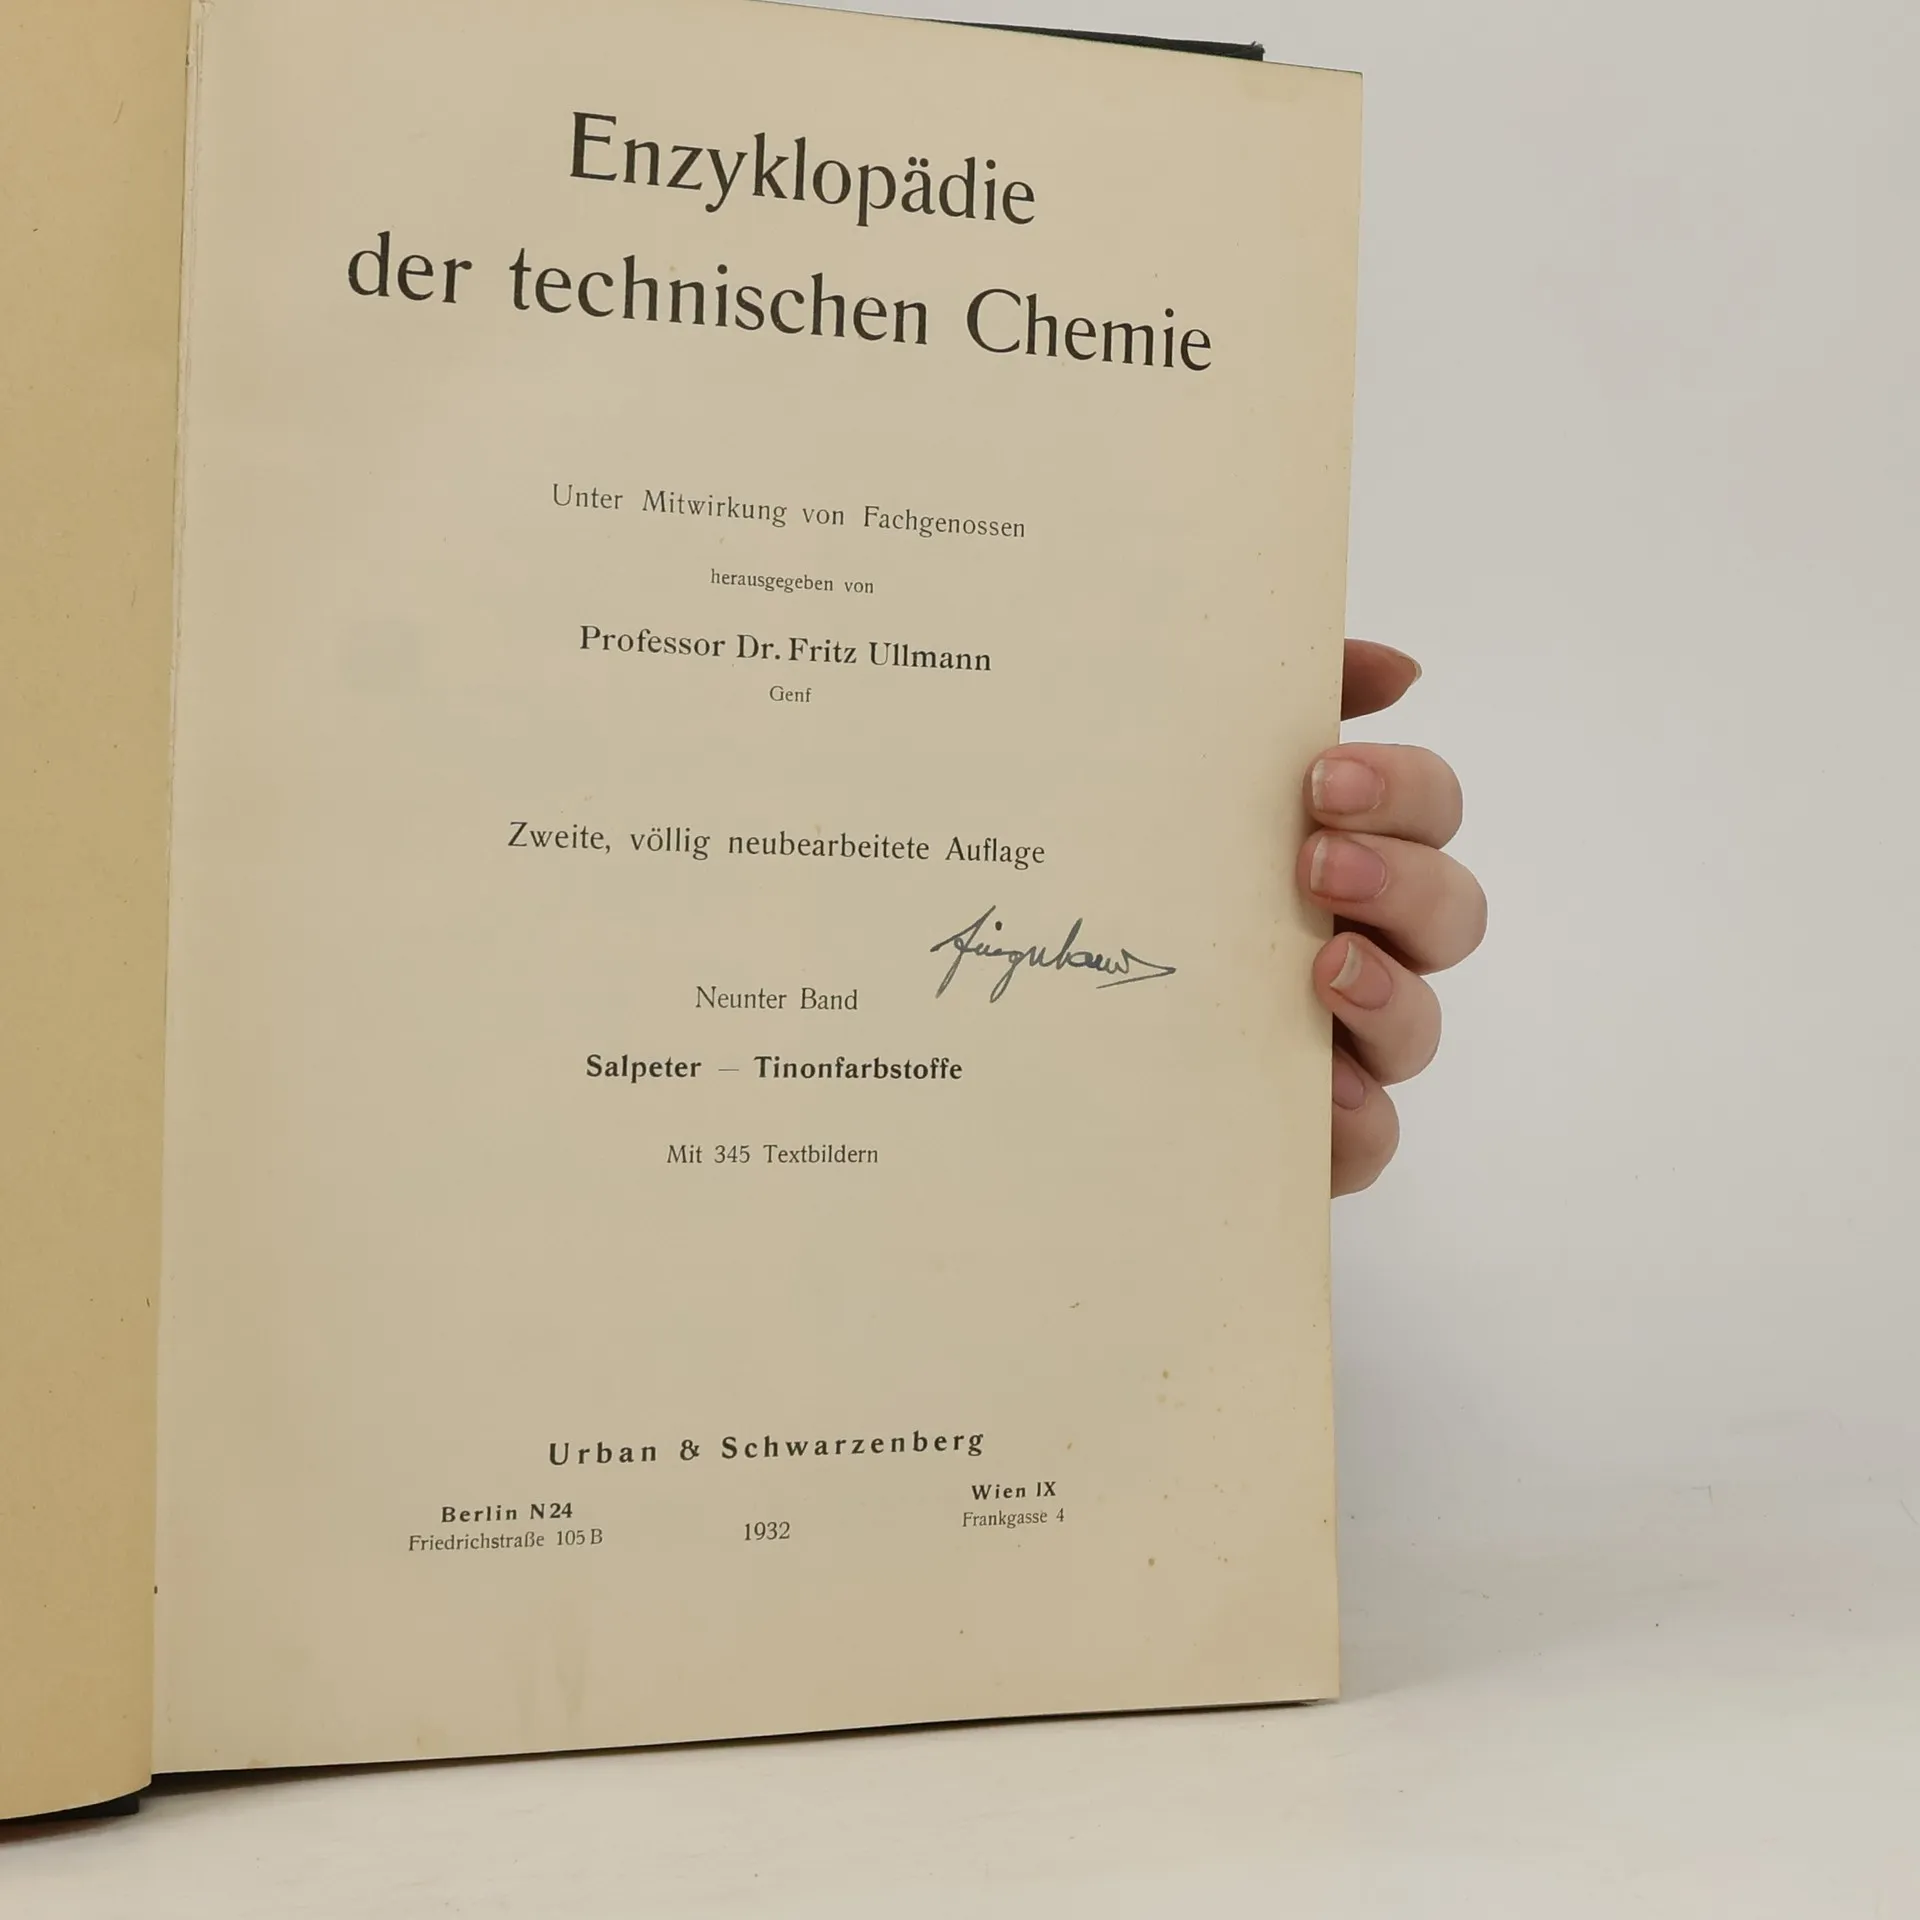 Enzyklopädie
der technischen Chemie
Unter Mitwirkung von Fachgenossen
herausgegeben von
Professor Dr. Fritz Ullmann
Genf
Zweite, völlig neubearbeitete Auflage
Neunter Band
Salpeter — Tinonfarbstoffe
Mit 345 Textbildern
Urban & Schwarzenberg
Berlin N 24
Friedrichstraße 105 B
1932
Wien IX
Frankgasse 4